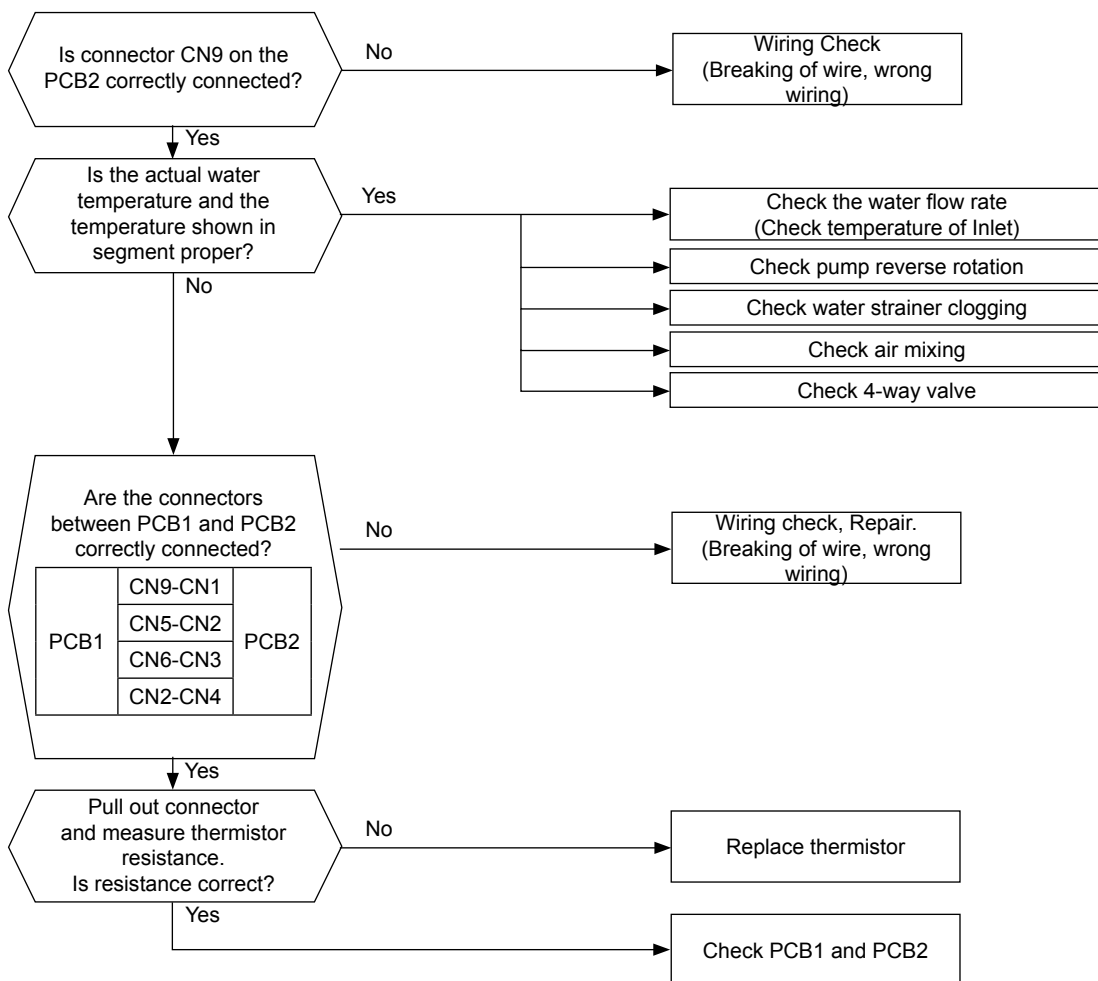 Is connector CN9 on the
PCB2 correctly connected?
No
Wiring Check
(Breaking of wire, wrong
wiring)
Yes
Is the actual water
temperature and the
temperature shown in
segment proper?
Yes
Check the water flow rate
(Check temperature of Inlet)
Check pump reverse rotation
Check water strainer clogging
Check air mixing
Check 4-way valve
No
Are the connectors
between PCB1 and PCB2
correctly connected?
No
Wiring check, Repair.
(Breaking of wire, wrong
wiring)
PCB1
CN9-CN1
CN5-CN2
CN6-CN3
CN2-CN4
PCB2
Yes
Pull out connector
and measure thermistor
resistance.
Is resistance correct?
No
Replace thermistor
Yes
Check PCB1 and PCB2